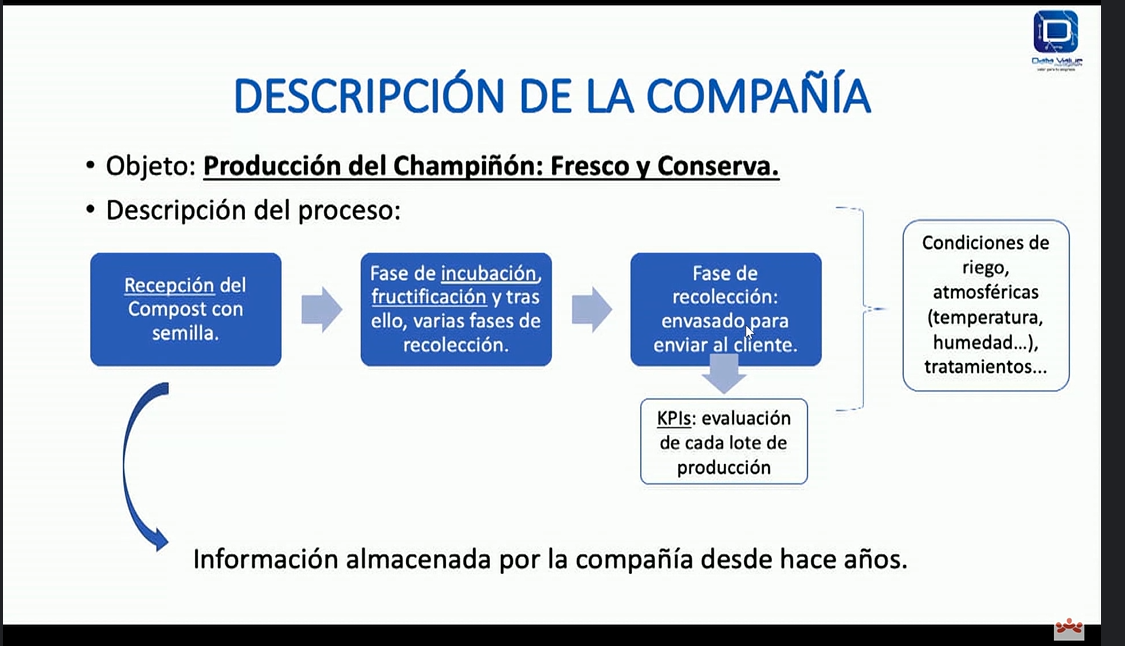 Data Value
DESCRIPCIÓN DE LA COMPAÑÍA
• Objeto: Producción del Champiñón: Fresco y Conserva.
• Descripción del proceso:
Recepción del
Compost con
semilla.
Fase de incubación,
fructificación y tras
ello, varias fases de
recolección.
Fase de
recolección:
envasado para
enviar al cliente.
Condiciones de
riego,
atmosféricas
(temperatura,
humedad...),
tratamientos...
KPIs: evaluación
de cada lote de
producción
Información almacenada por la compañía desde hace años.